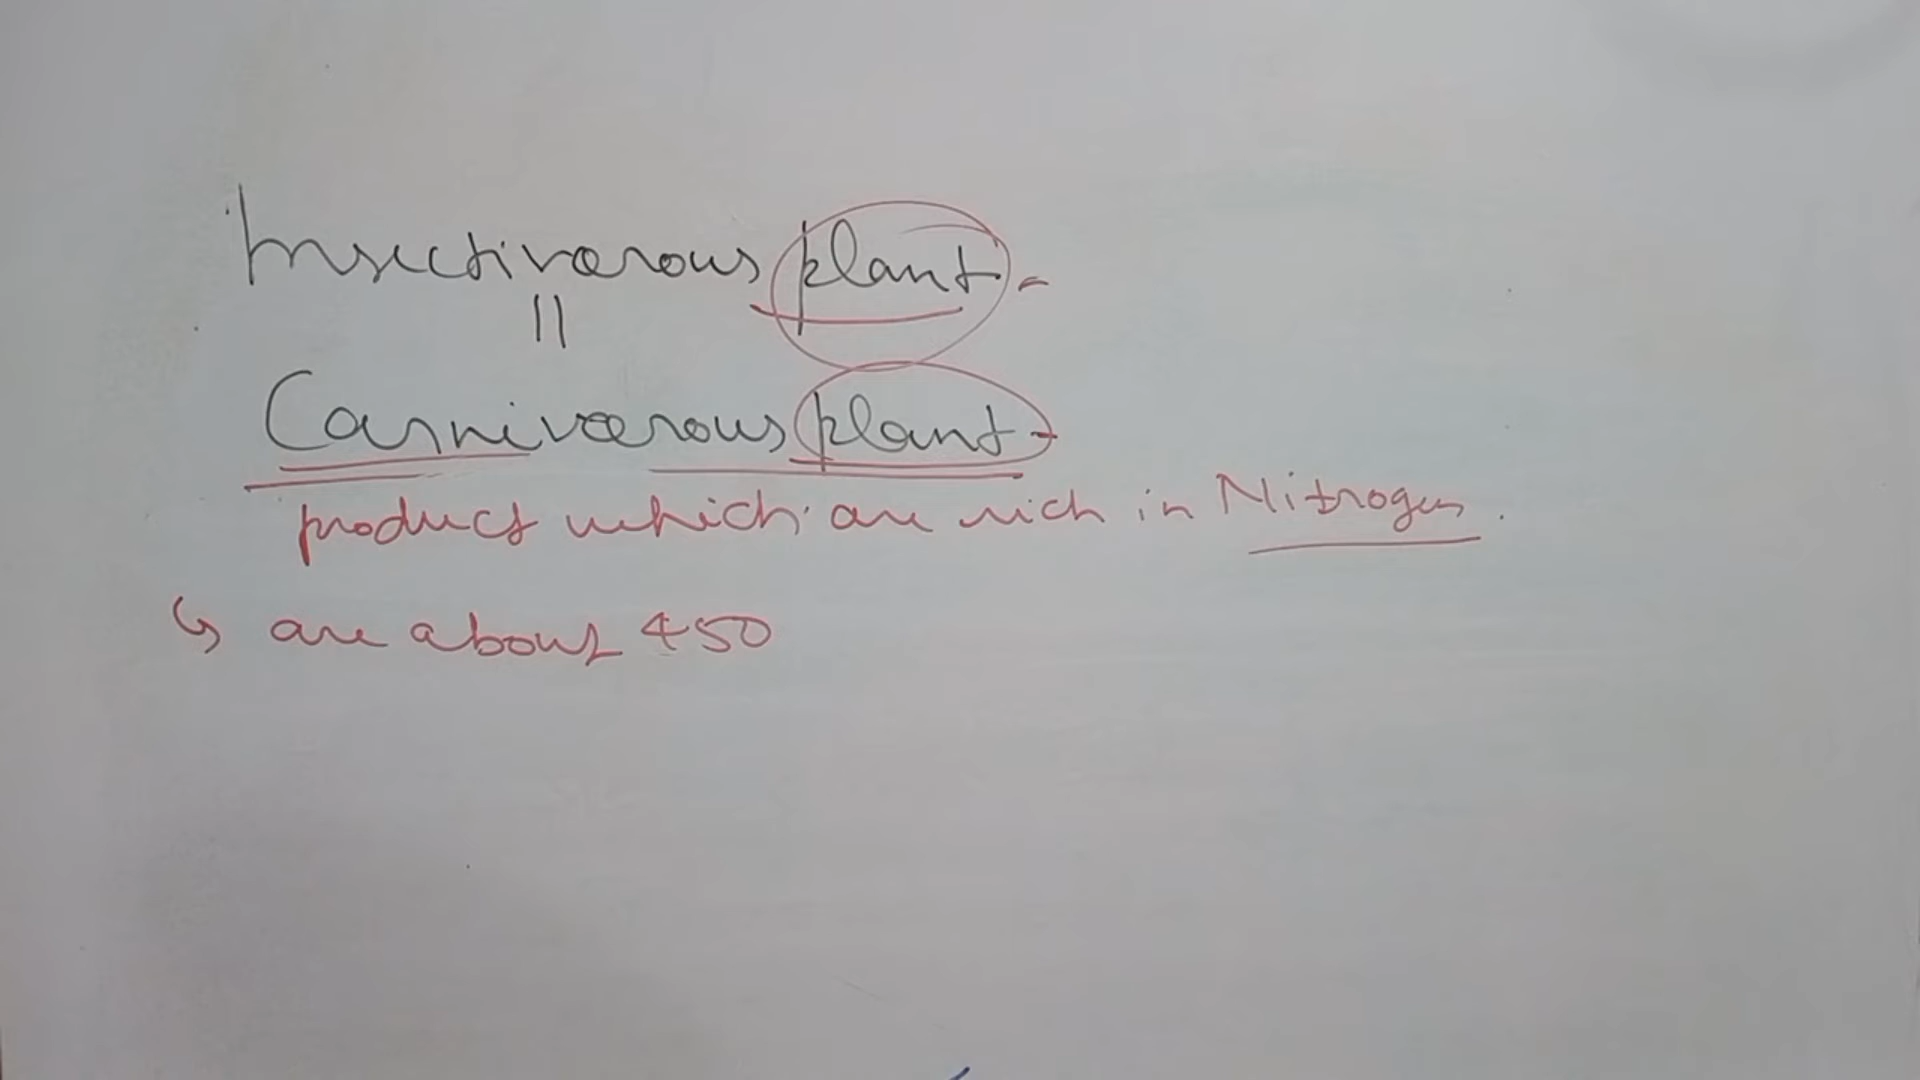 Insectivorous plant -
||
Carnivorous plant -
product which are rich in Nitrogen.
↳ are about 450